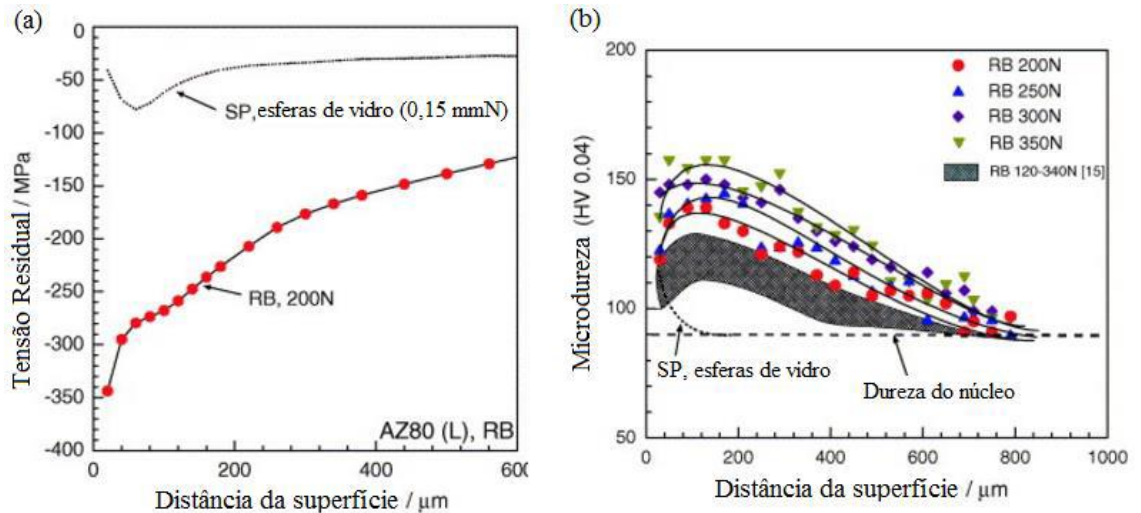 (a)
0
-50
-100
-150
-200
-250
-300
-350
-400
Tensão Residual / MPa
SP, esferas de vidro (0,15 mmN)
RB, 200N
AZ80 (L), RB
0 200 400 600
Distância da superfície / μm
(b)
200
150
100
50
Microdureza (HV 0.04)
RB 200N
RB 250N
RB 300N
RB 350N
RB 120-340N [15]
SP, esferas de vidro
Dureza do núcleo
0 200 400 600 800 1000
Distância da superfície / μm